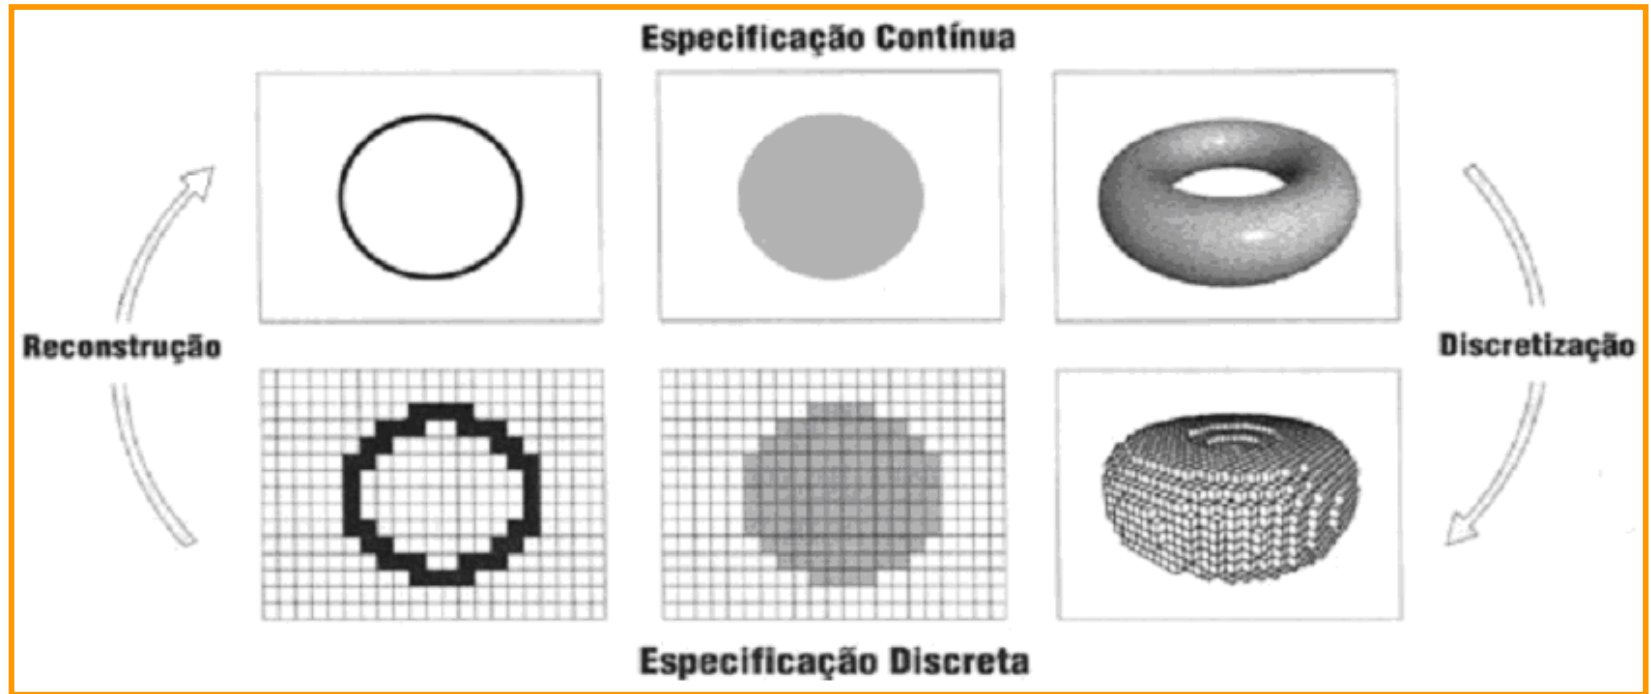 Especificação Contínua
Reconstrução
Discretização
Especificação Discreta